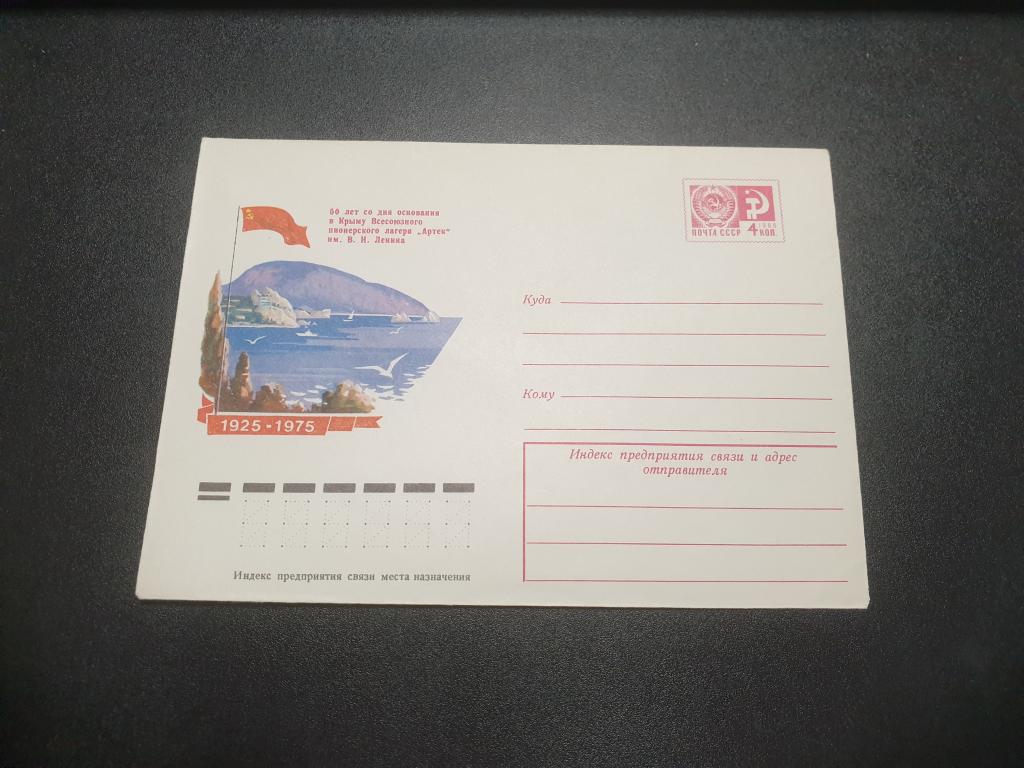 50 лет со дня основания
в Крыму Всесоюзного
пионерского лагеря „Артек“
им. В. И. Ленина
1925-1975
ПОЧТА СССР
1966
4 КОП.
Куда
Кому
Индекс предприятия связи и адрес
отправителя
Индекс предприятия связи места назначения